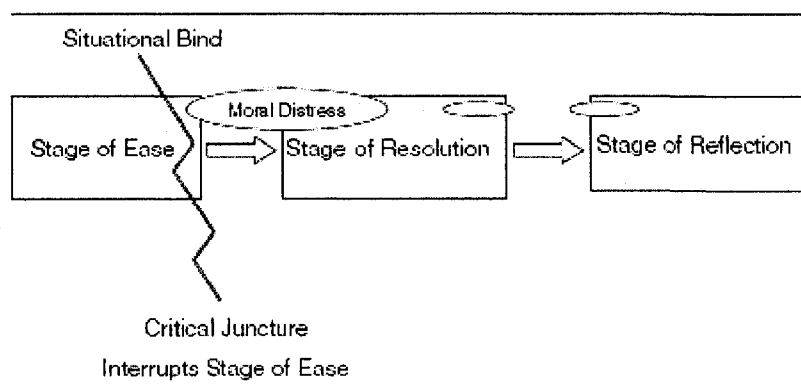 Situational Bind
Moral Distress
Stage of Ease
Stage of Resolution
Stage of Reflection
Critical Juncture
Interrupts Stage of Ease